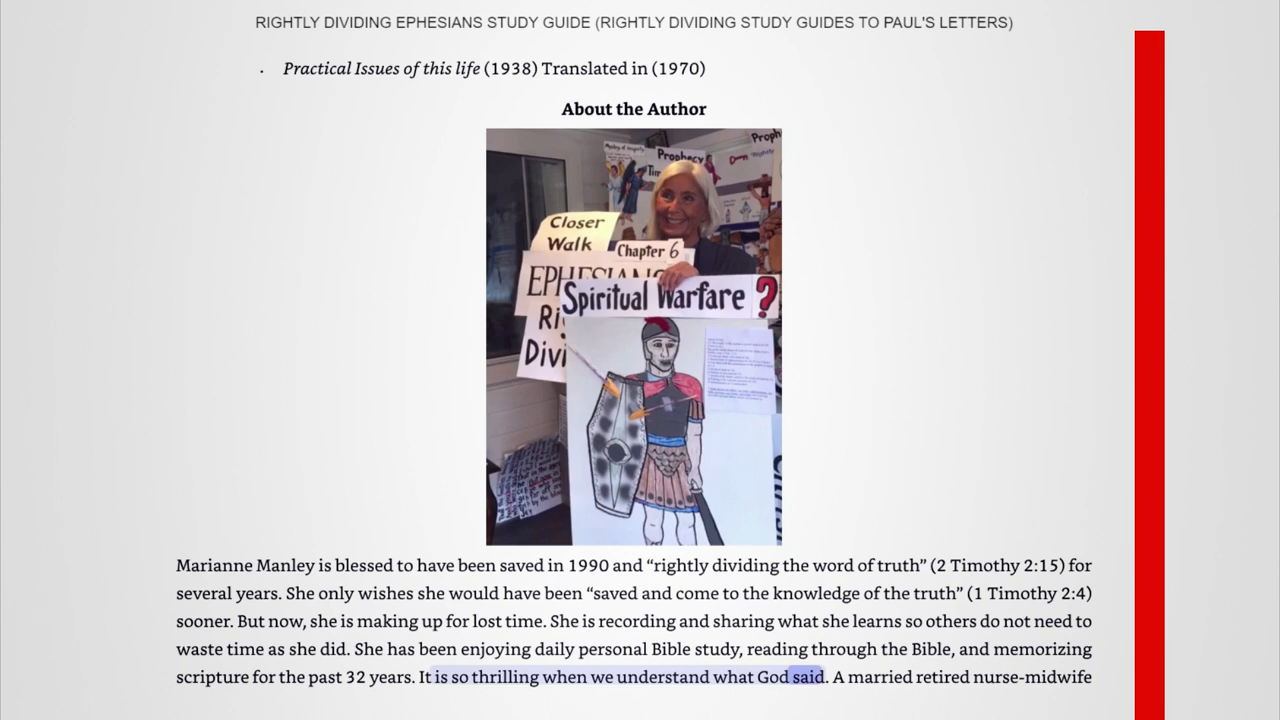 RIGHTLY DIVIDING EPHESIANS STUDY GUIDE (RIGHTLY DIVIDING STUDY GUIDES TO PAUL'S LETTERS)
· Practical Issues of this life (1938) Translated in (1970)
About the Author
Prophecy
Closer
Walk
Chapter 6
EPHESIANS
Spiritual Warfare ?
Ri
Divi
Marianne Manley is blessed to have been saved in 1990 and “rightly dividing the word of truth” (2 Timothy 2:15) for
several years. She only wishes she would have been “saved and come to the knowledge of the truth” (1 Timothy 2:4)
sooner. But now, she is making up for lost time. She is recording and sharing what she learns so others do not need to
waste time as she did. She has been enjoying daily personal Bible study, reading through the Bible, and memorizing
scripture for the past 32 years. It is so thrilling when we understand what God said. A married retired nurse-midwife